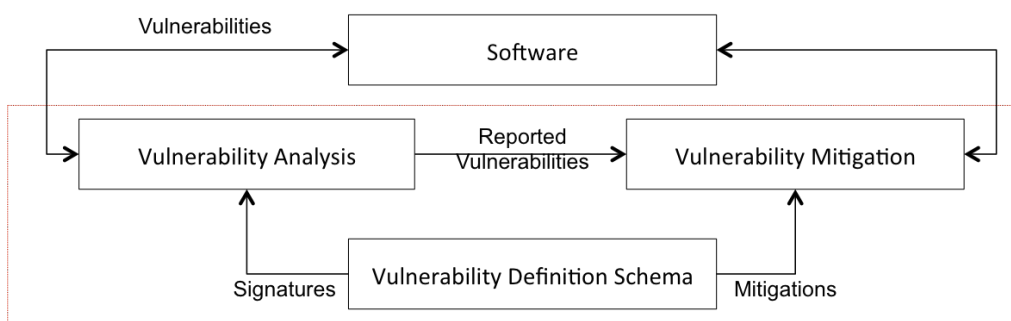 Vulnerabilities
Software
Vulnerability Analysis
Reported
Vulnerabilities
Vulnerability Mitigation
Signatures
Vulnerability Definition Schema
Mitigations